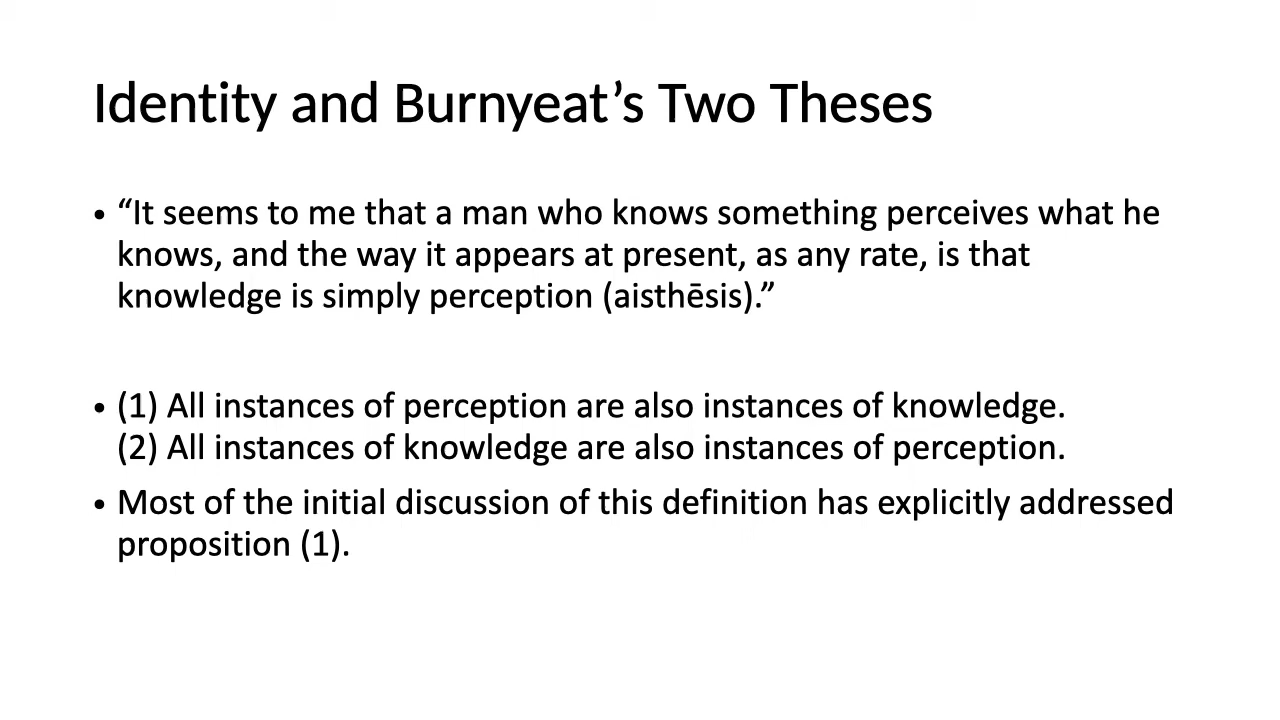 Identity and Burnyeat’s Two Theses
• “It seems to me that a man who knows something perceives what he
knows, and the way it appears at present, as any rate, is that
knowledge is simply perception (aisthēsis).”
• (1) All instances of perception are also instances of knowledge.
(2) All instances of knowledge are also instances of perception.
• Most of the initial discussion of this definition has explicitly addressed
proposition (1).